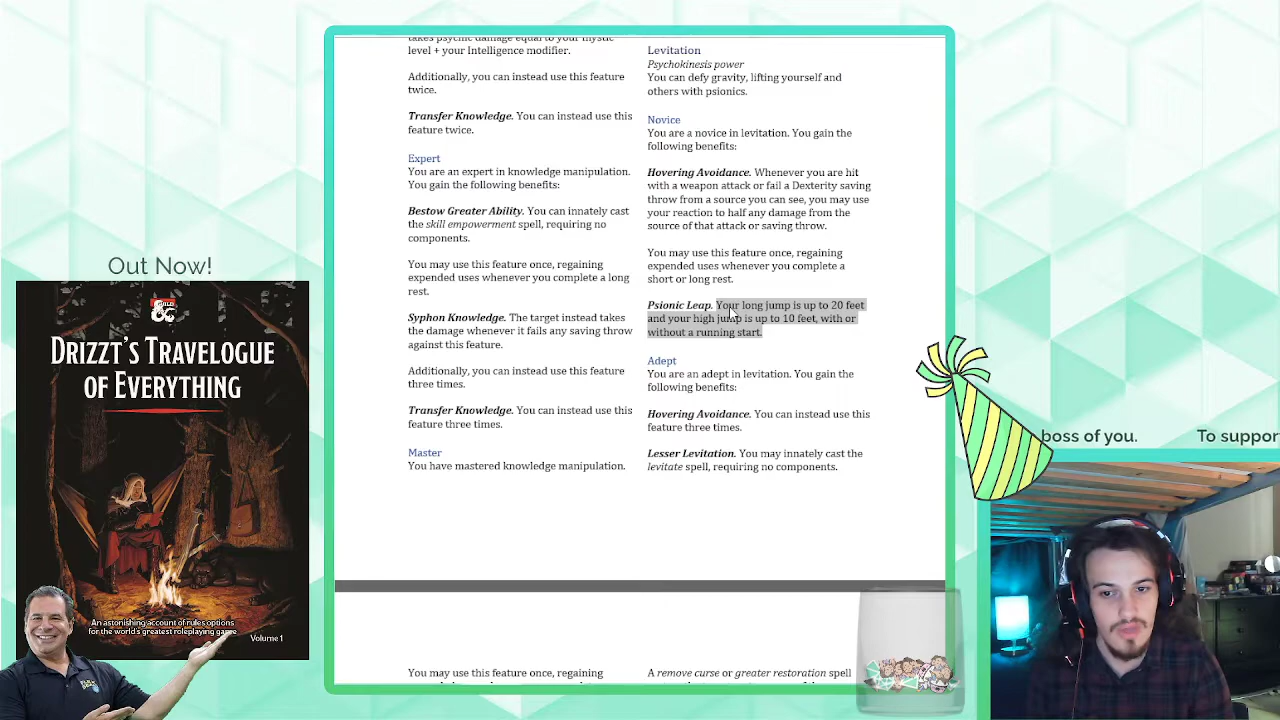 Out Now!
DRIZZT'S TRAVELOGUE
OF EVERYTHING
An astonishing account of rules options
for the world's greatest roleplaying game
Volume 1
takes psychic damage equal to your mystic
level + your Intelligence modifier.
Additionally, you can instead use this feature
twice.
Transfer Knowledge. You can instead use this
feature twice.
Expert
You are an expert in knowledge manipulation.
You gain the following benefits:
Bestow Greater Ability. You can innately cast
the skill empowerment spell, requiring no
components.
You may use this feature once, regaining
expended uses whenever you complete a long
rest.
Syphon Knowledge. The target instead takes
the damage whenever it fails any saving throw
against this feature.
Additionally, you can instead use this feature
three times.
Transfer Knowledge. You can instead use this
feature three times.
Master
You have mastered knowledge manipulation.
Levitation
Psychokinesis power
You can defy gravity, lifting yourself and
others with psionics.
Novice
You are a novice in levitation. You gain the
following benefits:
Hovering Avoidance. Whenever you are hit
with a weapon attack or fail a Dexterity saving
throw from a source you can see, you may use
your reaction to half any damage from the
source of that attack or saving throw.
You may use this feature once, regaining
expended uses whenever you complete a
short or long rest.
Psionic Leap. Your long jump is up to 20 feet
and your high jump is up to 10 feet, with or
without a running start.
Adept
You are an adept in levitation. You gain the
following benefits:
Hovering Avoidance. You can instead use this
feature three times.
Lesser Levitation. You may innately cast the
levitate spell, requiring no components.
You may use this feature once, regaining
A remove curse or greater restoration spell
boss of you. To suppor